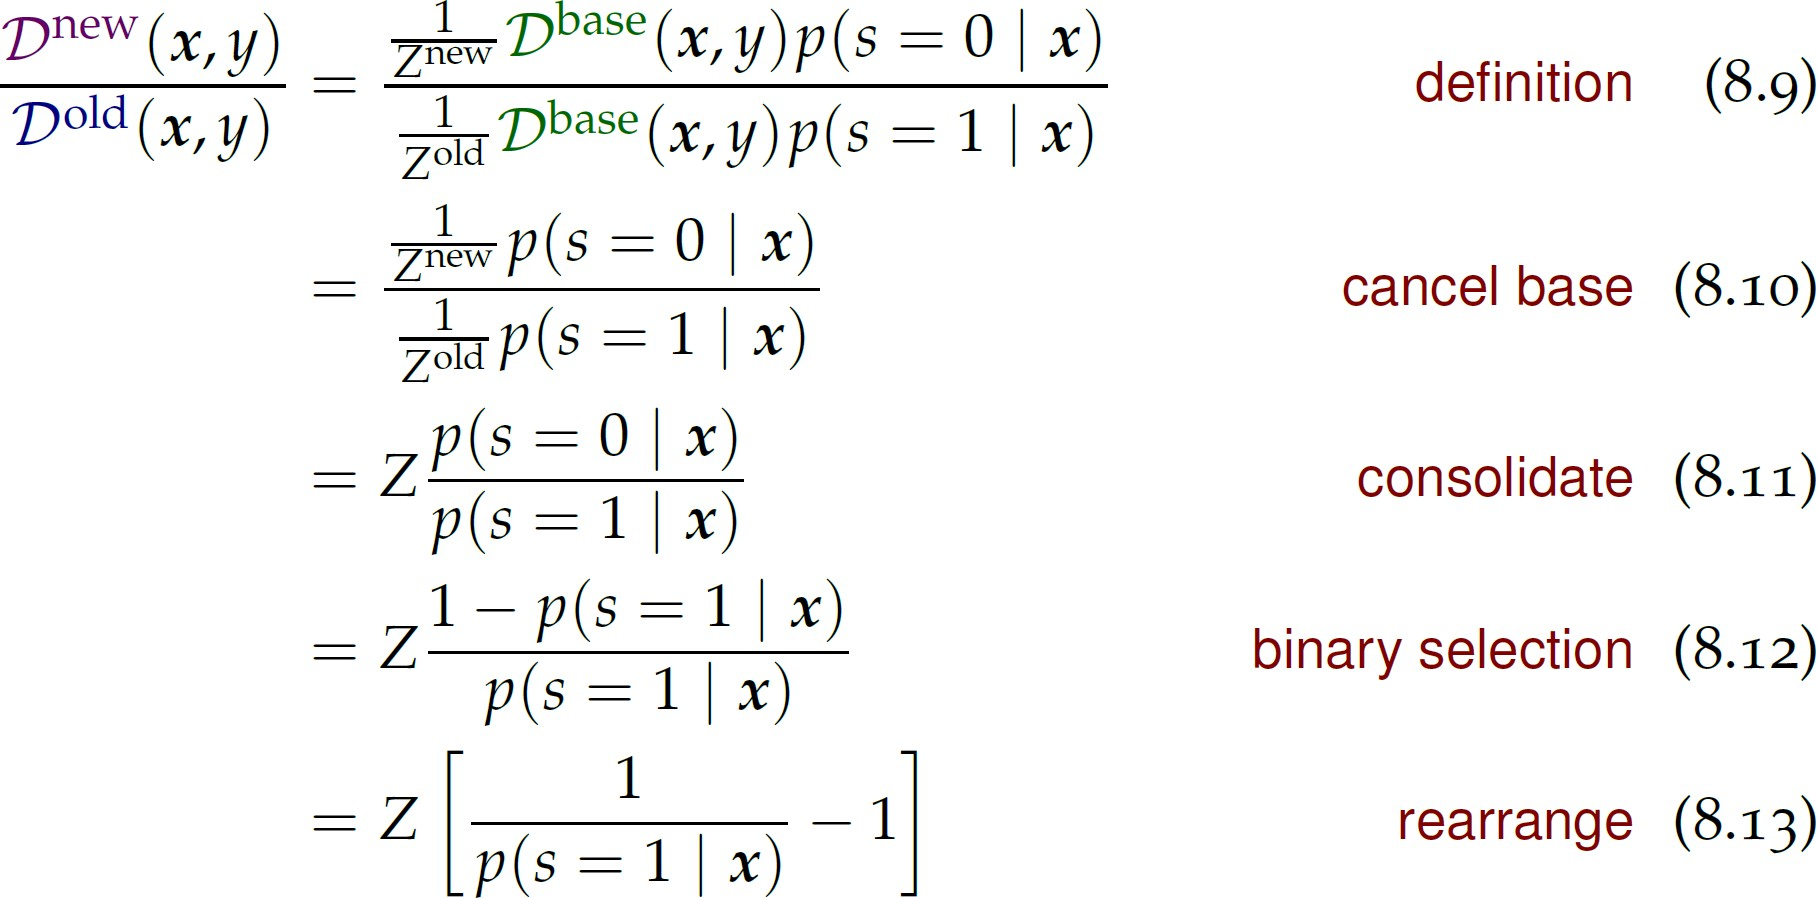 𝒟^new(x, y) / 𝒟^old(x, y) = (1/Z^new 𝒟^base(x, y) p(s = 0 | x)) / (1/Z^old 𝒟^base(x, y) p(s = 1 | x)) definition (8.9)
= (1/Z^new p(s = 0 | x)) / (1/Z^old p(s = 1 | x)) cancel base (8.10)
= Z p(s = 0 | x) / p(s = 1 | x) consolidate (8.11)
= Z (1 − p(s = 1 | x)) / p(s = 1 | x) binary selection (8.12)
= Z [1 / p(s = 1 | x) − 1] rearrange (8.13)